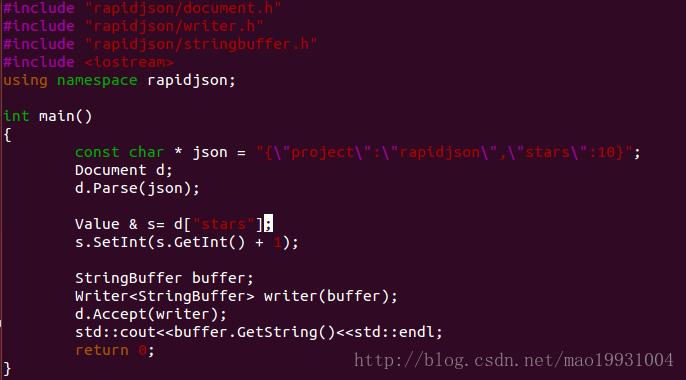 #include "rapidjson/document.h"
#include "rapidjson/writer.h"
#include "rapidjson/stringbuffer.h"
#include <iostream>
using namespace rapidjson;

int main()
{
        const char * json = "{\"project\":\"rapidjson\",\"stars\":10}";
        Document d;
        d.Parse(json);

        Value & s= d["stars"];
        s.SetInt(s.GetInt() + 1);

        StringBuffer buffer;
        Writer<StringBuffer> writer(buffer);
        d.Accept(writer);
        std::cout<<buffer.GetString()<<std::endl;
        return 0;
}
http://blog.csdn.net/mao19931004